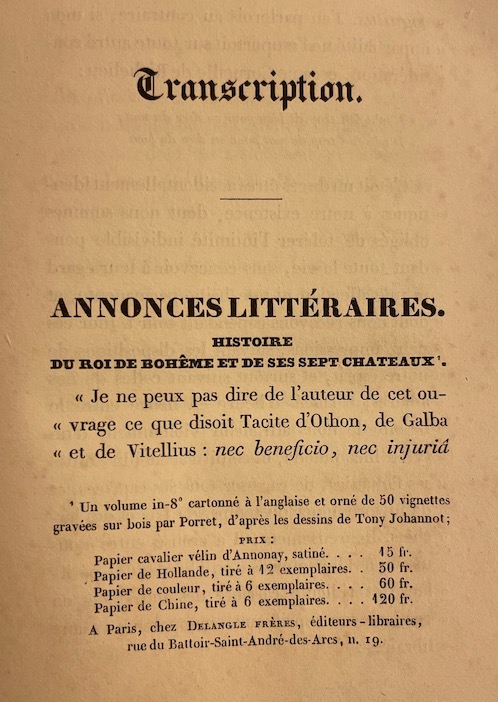 Transcription.
ANNONCES LITTÉRAIRES.
HISTOIRE
DU ROI DE BOHÊME ET DE SES SEPT CHATEAUX¹.
« Je ne peux pas dire de l'auteur de cet ou-
« vrage ce que disoit Tacite d'Othon, de Galba
« et de Vitellius : nec beneficio, nec injuriâ
¹ Un volume in-8° cartonné à l'anglaise et orné de 50 vignettes
gravées sur bois par Porret, d'après les dessins de Tony Johannot;
PRIX :
Papier cavalier vélin d'Annonay, satiné. . . . 15 fr.
Papier de Hollande, tiré à 12 exemplaires. . 50 fr.
Papier de couleur, tiré à 6 exemplaires. . . . 60 fr.
Papier de Chine, tiré à 6 exemplaires. . . . 120 fr.
A Paris, chez DELANGLE FRÈRES, éditeurs-libraires,
rue du Battoir-Saint-André-des-Arcs, n. 19.